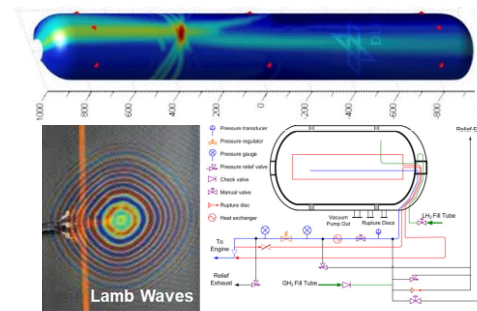 1000
800
600
400
200
0
-200
-400
-600
-800
Pressure transducer
Pressure regulator
Pressure gauge
Pressure relief valve
Check valve
Manual valve
Rupture disc
Heat exchanger
Vacuum
Pump Out
Rupture Discs
LH₂ Fill Tube
To
Engine
Relief
Exhaust
GH₂ Fill Tube
Lamb Waves